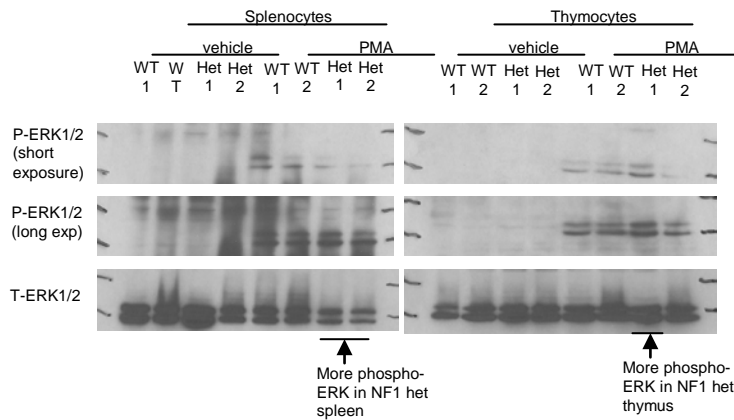 Splenocytes Thymocytes
vehicle PMA vehicle PMA
WT W Het Het WT WT Het Het WT WT Het Het WT WT Het Het
1 T 1 2 1 2 1 2 1 2 1 2 1 2 1 2
P-ERK1/2
(short
exposure)
P-ERK1/2
(long exp)
T-ERK1/2
More phospho-
ERK in NF1 het
spleen
More phospho-
ERK in NF1 het
thymus